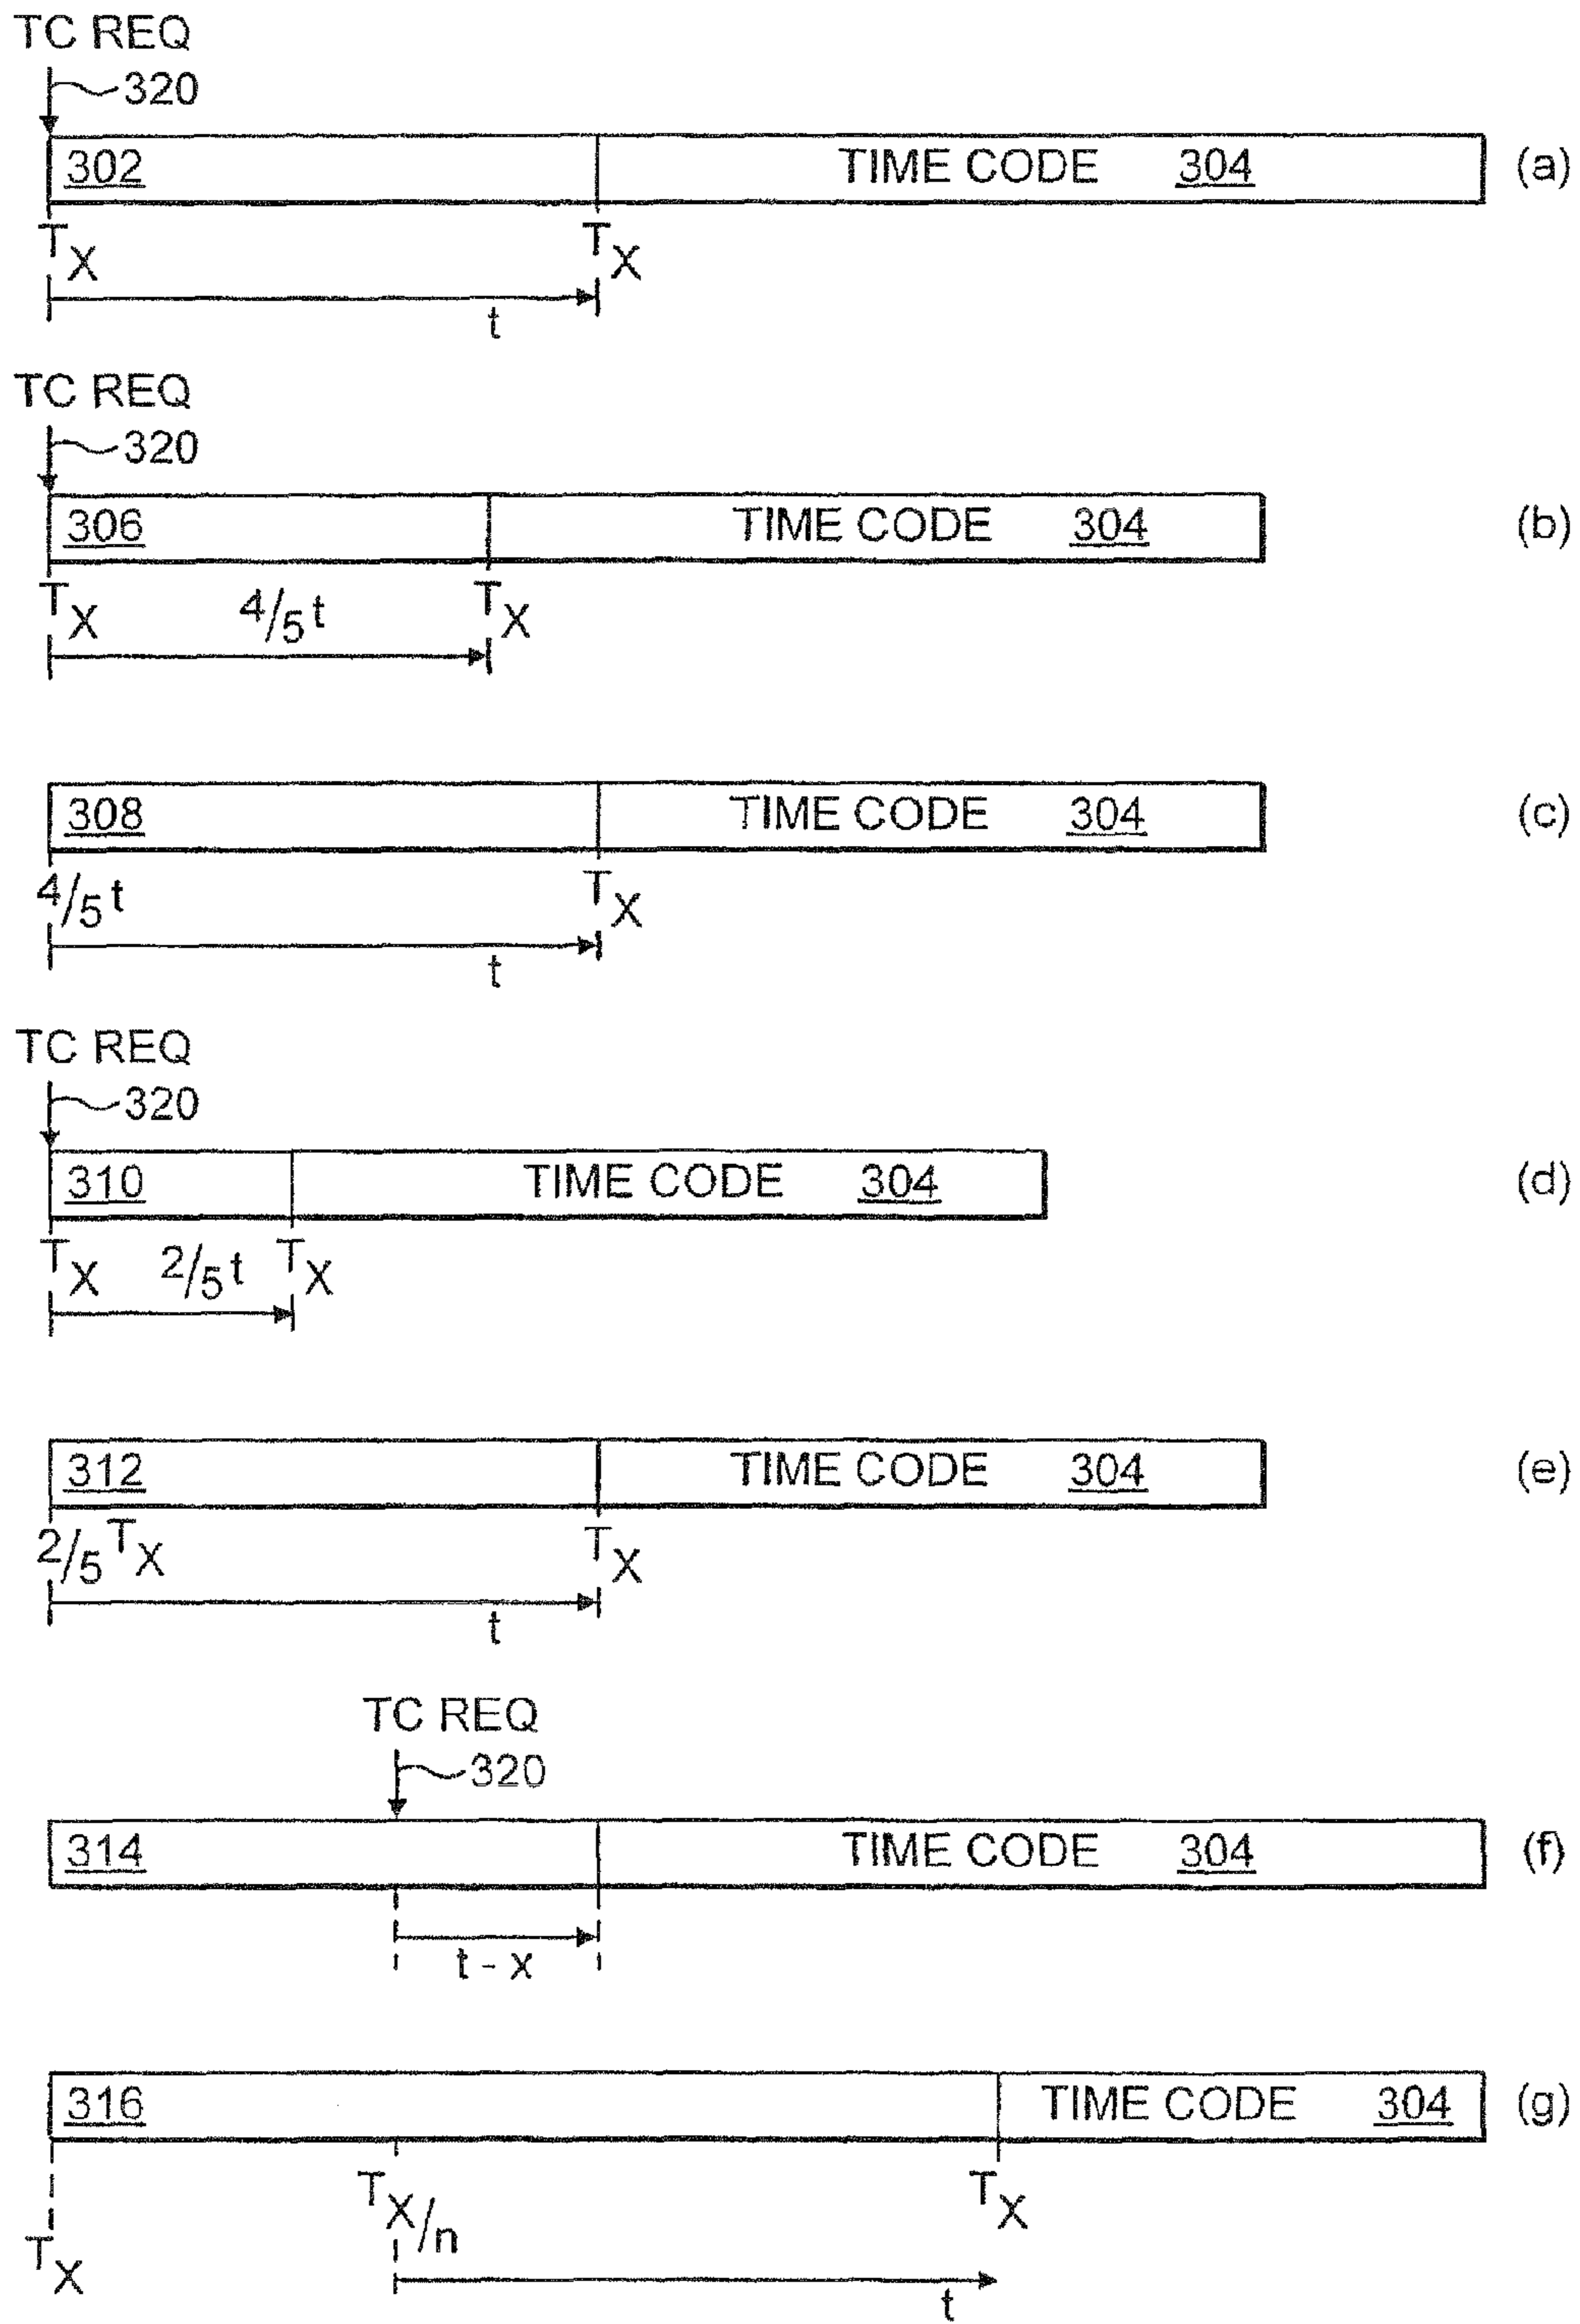 TC REQ
320
302 TIME CODE 304 (a)
TX TX
t
TC REQ
320
306 TIME CODE 304 (b)
TX 4/5 t TX
308 TIME CODE 304 (c)
4/5 t TX
t
TC REQ
320
310 TIME CODE 304 (d)
TX 2/5 t TX
312 TIME CODE 304 (e)
2/5 TX TX
t
TC REQ
320
314 TIME CODE 304 (f)
t - x
316 TIME CODE 304 (g)
TX TX/n TX
t